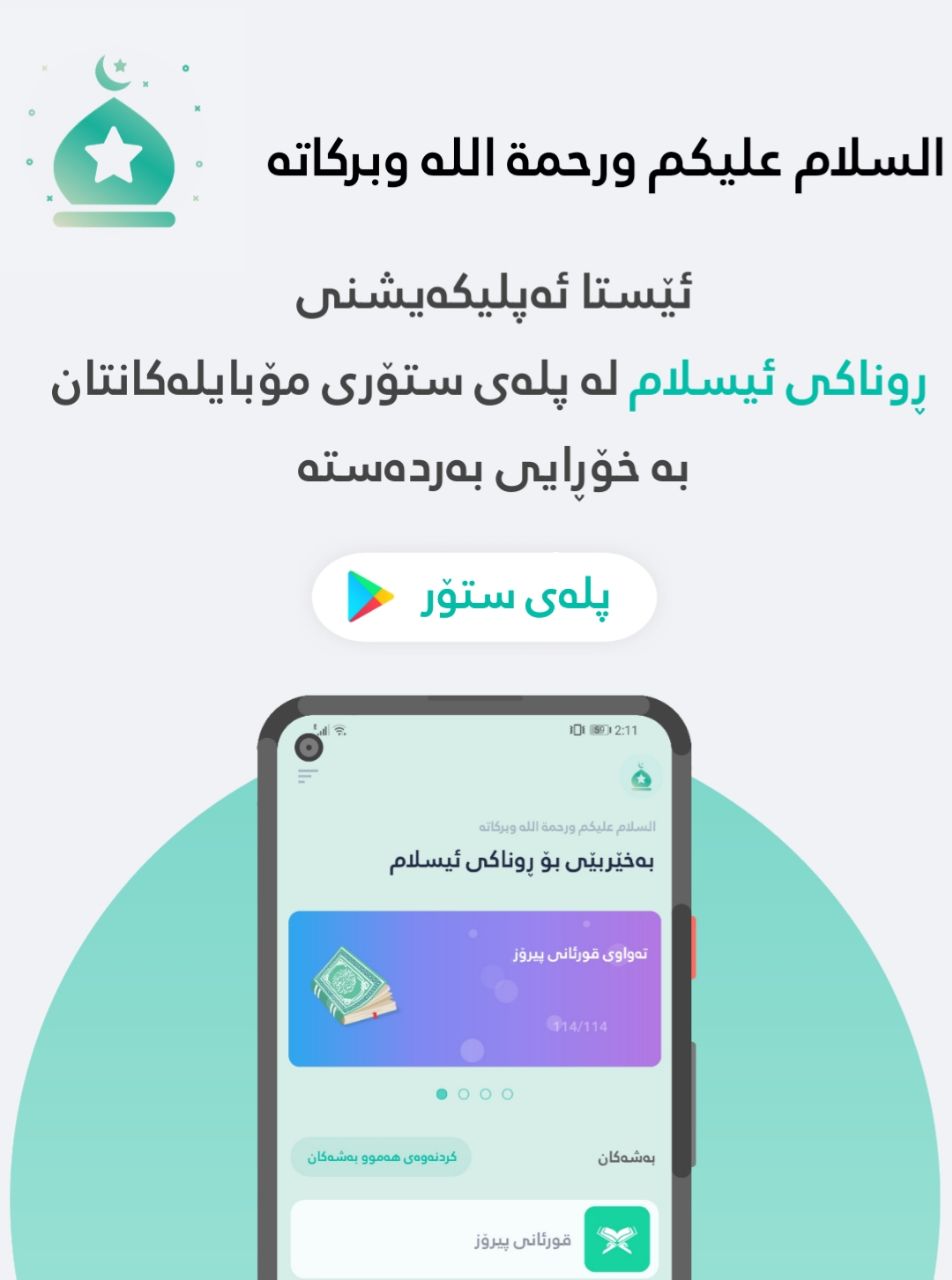 السلام عليكم ورحمة الله وبركاته
ئێستا ئەپلیکەیشنی
ڕوناکی ئیسلام لە پلەی ستۆری مۆبایلەکانتان
بە خۆڕایی بەردەستە
پلەی ستۆر
59 2:11
السلام عليكم ورحمة الله وبركاته
بەخێربێی بۆ ڕوناکی ئیسلام
تەواوی قورئانی پیرۆز
114/114
بەشەکان
کردنەوەی هەموو بەشەکان
قورئانی پیرۆز